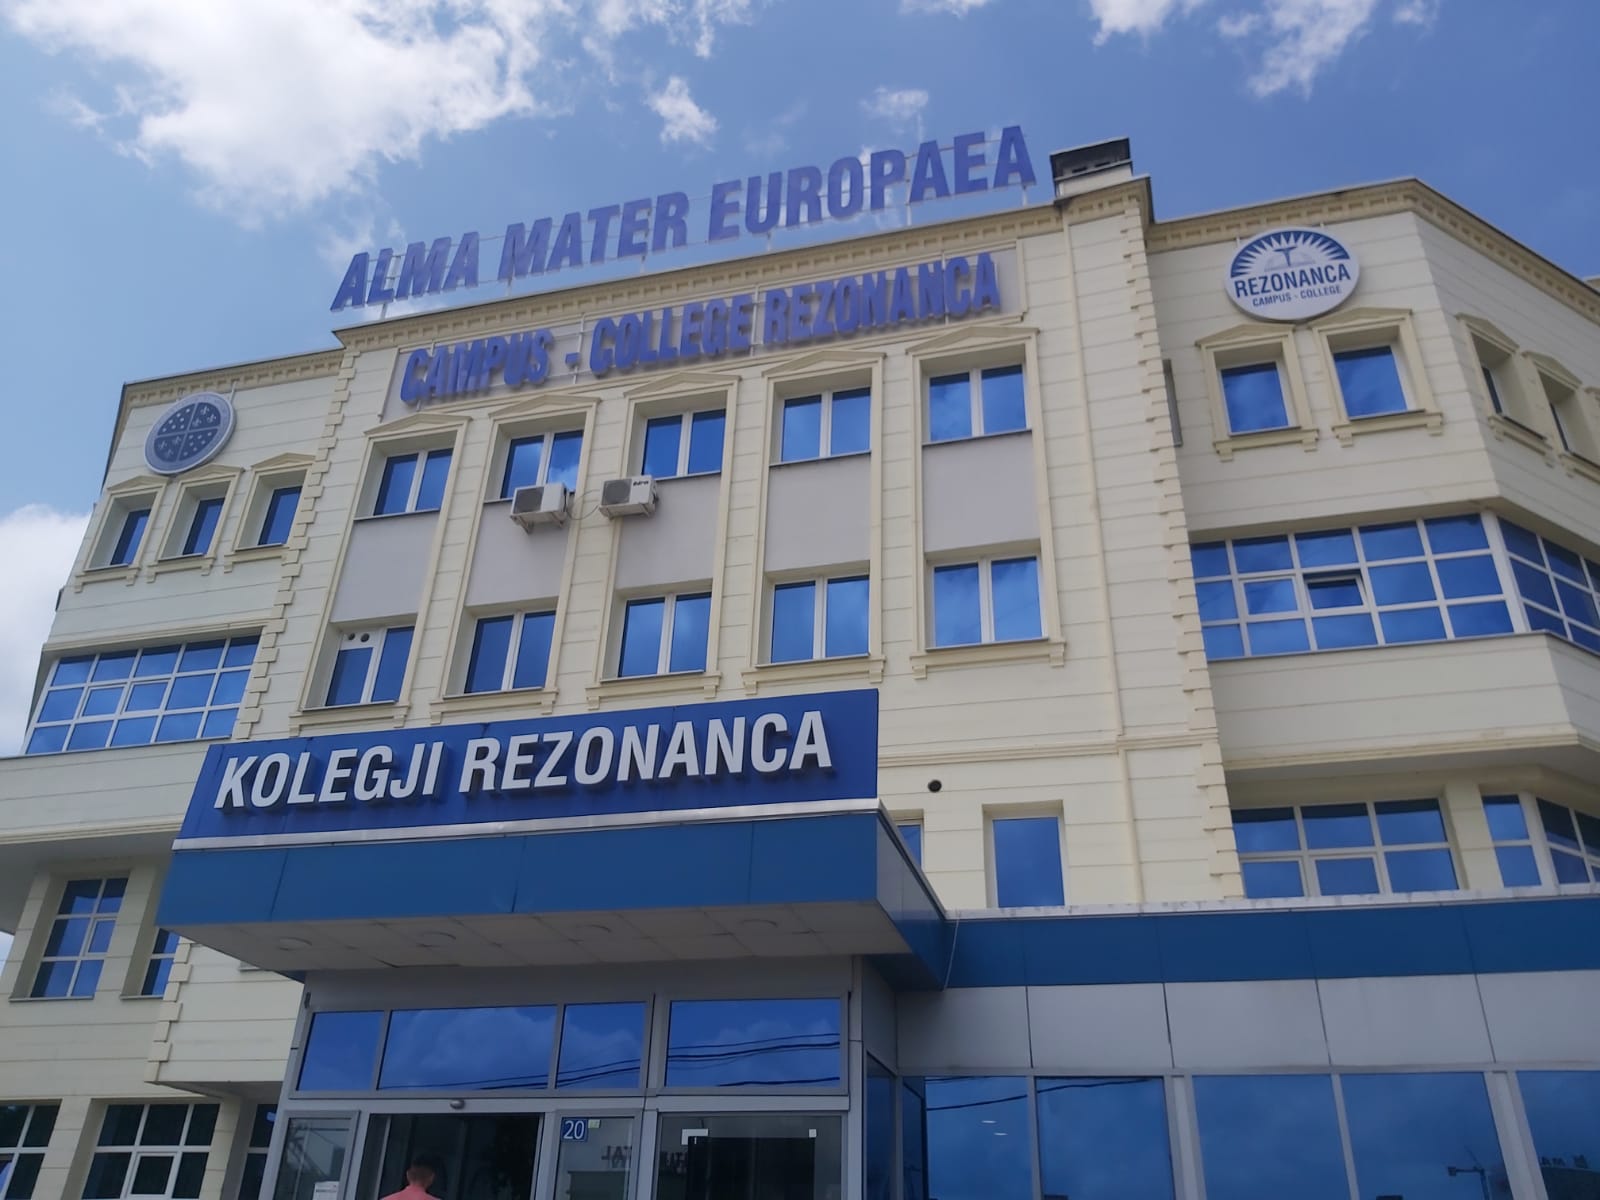 ALMA MATER EUROPAEA
CAMPUS - COLLEGE REZONANCA
REZONANCA
CAMPUS - COLLEGE
KOLEGJI REZONANCA
20